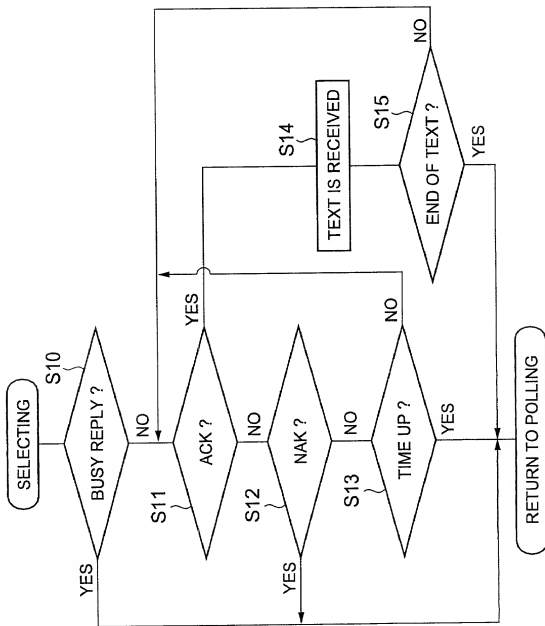 SELECTING
S10
BUSY REPLY ?
YES
NO
S11
ACK ?
YES
NO
S12
NAK ?
YES
NO
S13
TIME UP ?
NO
YES
S14
TEXT IS RECEIVED
S15
END OF TEXT ?
NO
YES
RETURN TO POLLING